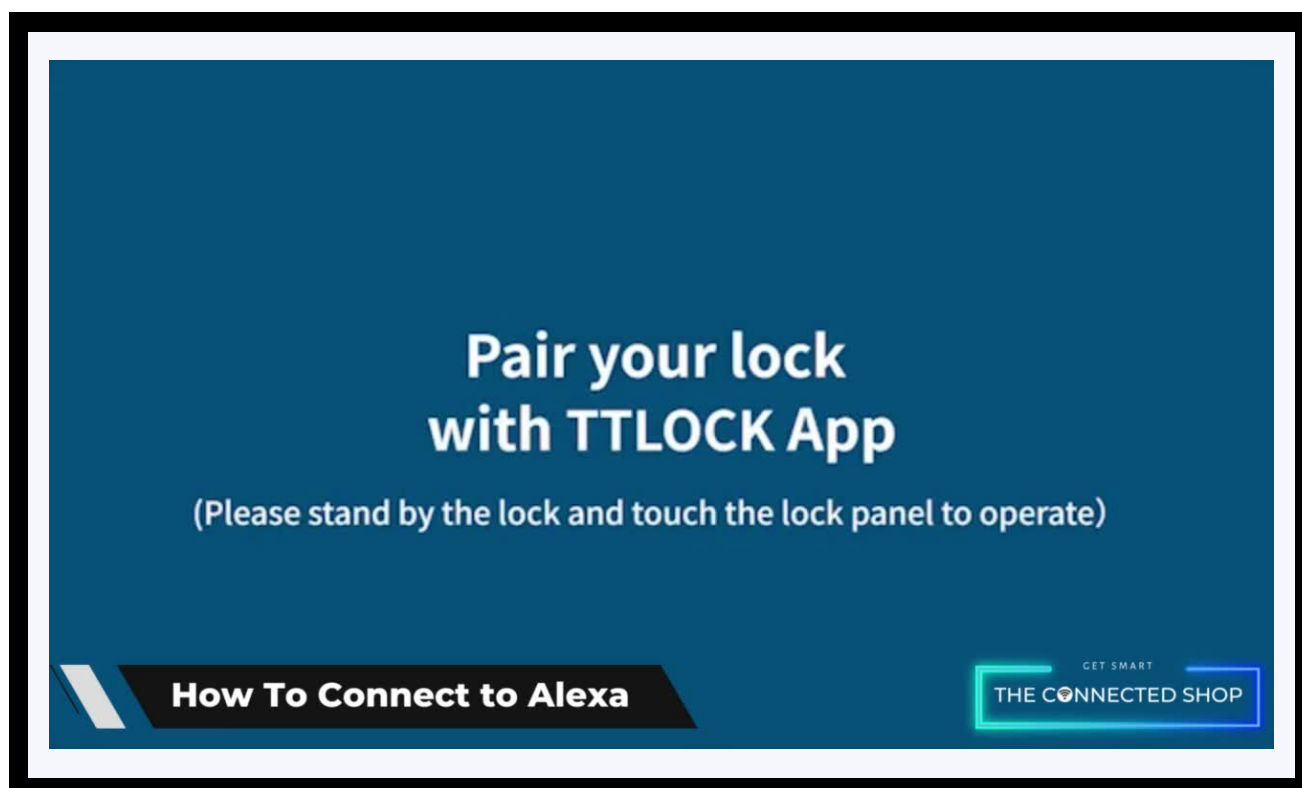 Pair your lock
with TTLOCK App
(Please stand by the lock and touch the lock panel to operate)
How To Connect to Alexa
GET SMART
THE CONNECTED SHOP